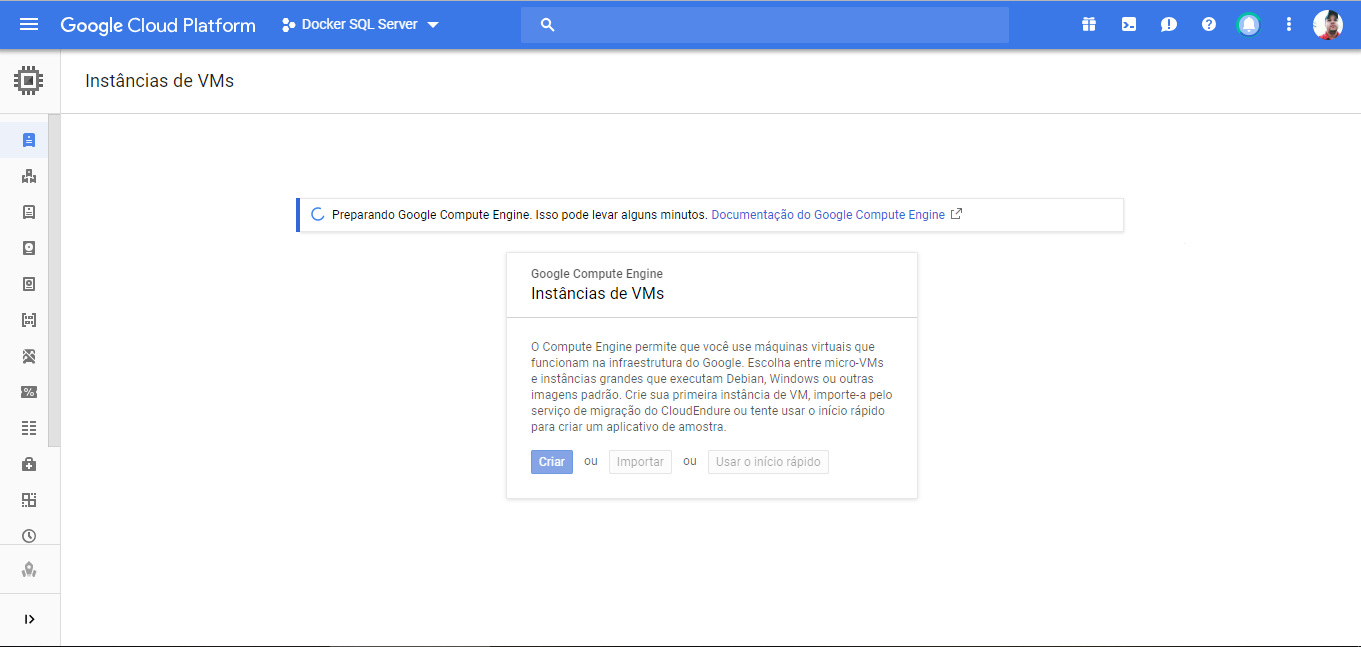 Google Cloud Platform
Docker SQL Server
Instâncias de VMs
Preparando Google Compute Engine. Isso pode levar alguns minutos. Documentação do Google Compute Engine
Google Compute Engine
Instâncias de VMs
O Compute Engine permite que você use máquinas virtuais que
funcionam na infraestrutura do Google. Escolha entre micro-VMs
e instâncias grandes que executam Debian, Windows ou outras
imagens padrão. Crie sua primeira instância de VM, importe-a pelo
serviço de migração do CloudEndure ou tente usar o início rápido
para criar um aplicativo de amostra.
Criar ou Importar ou Usar o início rápido